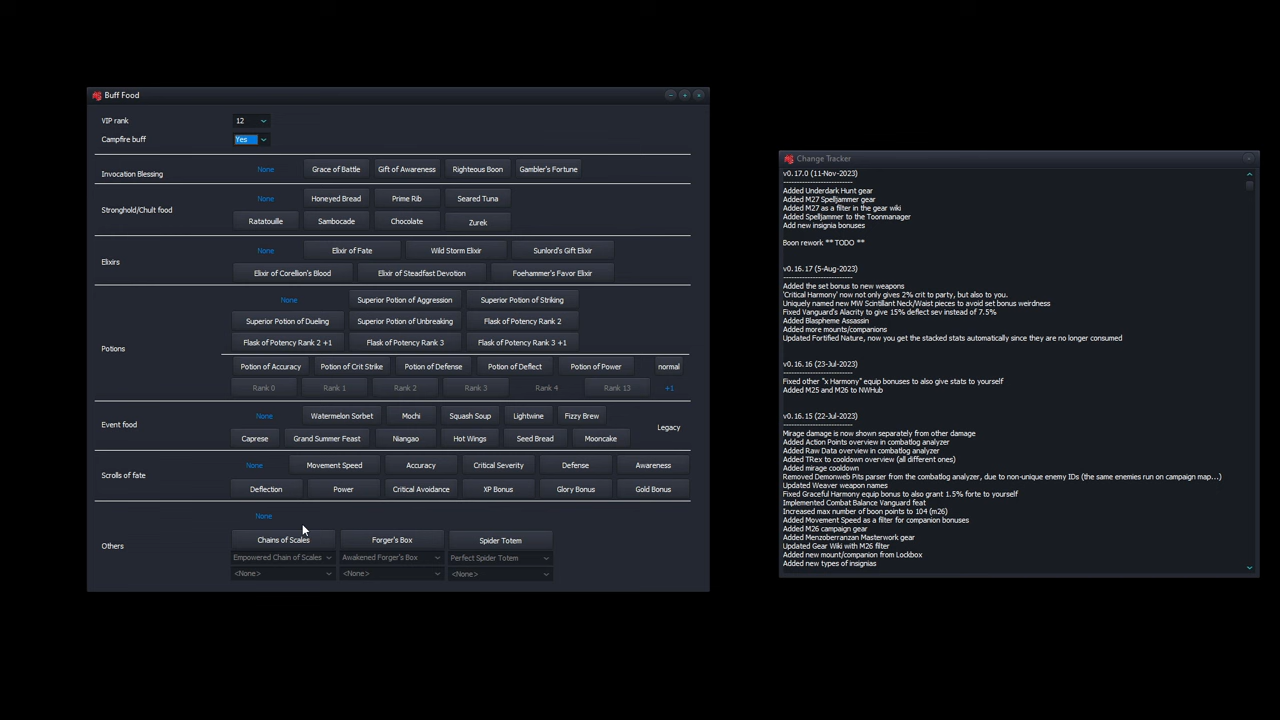 Buff Food
VIP rank 12
Campfire buff Yes
Invocation Blessing None Grace of Battle Gift of Awareness Righteous Boon Gambler's Fortune
Stronghold/Chult food None Honeyed Bread Prime Rib Seared Tuna
Ratatouille Sambocade Chocolate Zurek
Elixirs None Elixir of Fate Wild Storm Elixir Sunlord's Gift Elixir
Elixir of Corellion's Blood Elixir of Steadfast Devotion Foehammer's Favor Elixir
Potions None Superior Potion of Aggression Superior Potion of Striking
Superior Potion of Dueling Superior Potion of Unbreaking Flask of Potency Rank 2
Flask of Potency Rank 2 +1 Flask of Potency Rank 3 Flask of Potency Rank 3 +1
Potion of Accuracy Potion of Crit Strike Potion of Defense Potion of Deflect Potion of Power normal
Rank 0 Rank 1 Rank 2 Rank 3 Rank 4 Rank 13 +1
Event food None Watermelon Sorbet Mochi Squash Soup Lightwine Fizzy Brew
Legacy
Caprese Grand Summer Feast Niangao Hot Wings Seed Bread Mooncake
Scrolls of fate None Movement Speed Accuracy Critical Severity Defense Awareness
Deflection Power Critical Avoidance XP Bonus Glory Bonus Gold Bonus
Others None
Chains of Scales Forger's Box Spider Totem
Empowered Chain of Scales Awakened Forger's Box Perfect Spider Totem
<None> <None> <None>
Change Tracker
v0.17.0 (11-Nov-2023)
--------------------------
Added Underdark Hunt gear
Added M27 Spelljammer gear
Added M27 as a filter in the gear wiki
Added Spelljammer to the Toonmanager
Add new insignia bonuses
Boon rework ** TODO **
v0.16.17 (5-Aug-2023)
--------------------------
Added the set bonus to new weapons
'Critical Harmony' now not only gives 2% crit to party, but also to you.
Uniquely named new MW Scintillant Neck/Waist pieces to avoid set bonus weirdness
Fixed Vanguard's Alacrity to give 15% deflect sev instead of 7.5%
Added Blaspheme Assassin
Added more mounts/companions
Updated Fortified Nature, now you get the stacked stats automatically since they are no longer consumed
v0.16.16 (23-Jul-2023)
--------------------------
Fixed other "x Harmony" equip bonuses to also give stats to yourself
Added M25 and M26 to NWHub
v0.16.15 (22-Jul-2023)
--------------------------
Mirage damage is now shown separately from other damage
Added Action Points overview in combatlog analyzer
Added Raw Data overview in combatlog analyzer
Added TRex to cooldown overview (all different ones)
Added mirage cooldown
Removed Demonweb Pits parser from the combatlog analyzer, due to non-unique enemy IDs (the same enemies run on campaign map...)
Updated Weaver weapon names
Fixed Graceful Harmony equip bonus to also grant 1.5% forte to yourself
Implemented Combat Balance Vanguard feat
Increased max number of boon points to 104 (m26)
Added Movement Speed as a filter for companion bonuses
Added M26 campaign gear
Added Menzoberranzan Masterwork gear
Updated Gear Wiki with M26 filter
Added new mount/companion from Lockbox
Added new types of insignias